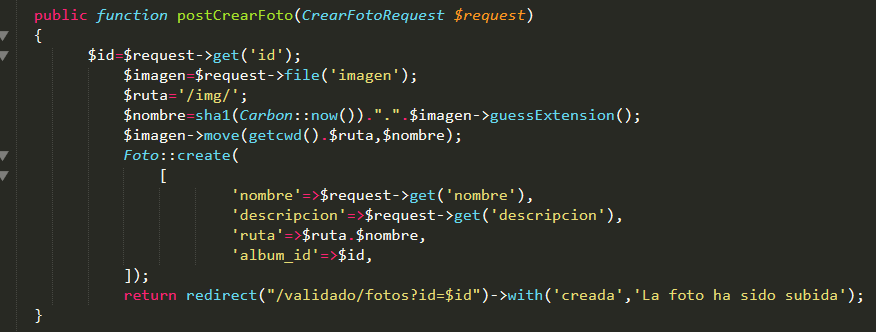 public function postCrearFoto(CrearFotoRequest $request)
{
$id=$request->get('id');
$imagen=$request->file('imagen');
$ruta='/img/';
$nombre=sha1(Carbon::now()).".".$imagen->guessExtension();
$imagen->move(getcwd().$ruta,$nombre);
Foto::create(
[
'nombre'=>$request->get('nombre'),
'descripcion'=>$request->get('descripcion'),
'ruta'=>$ruta.$nombre,
'album_id'=>$id,
]);
return redirect("/validado/fotos?id=$id")->with('creada','La foto ha sido subida');
}